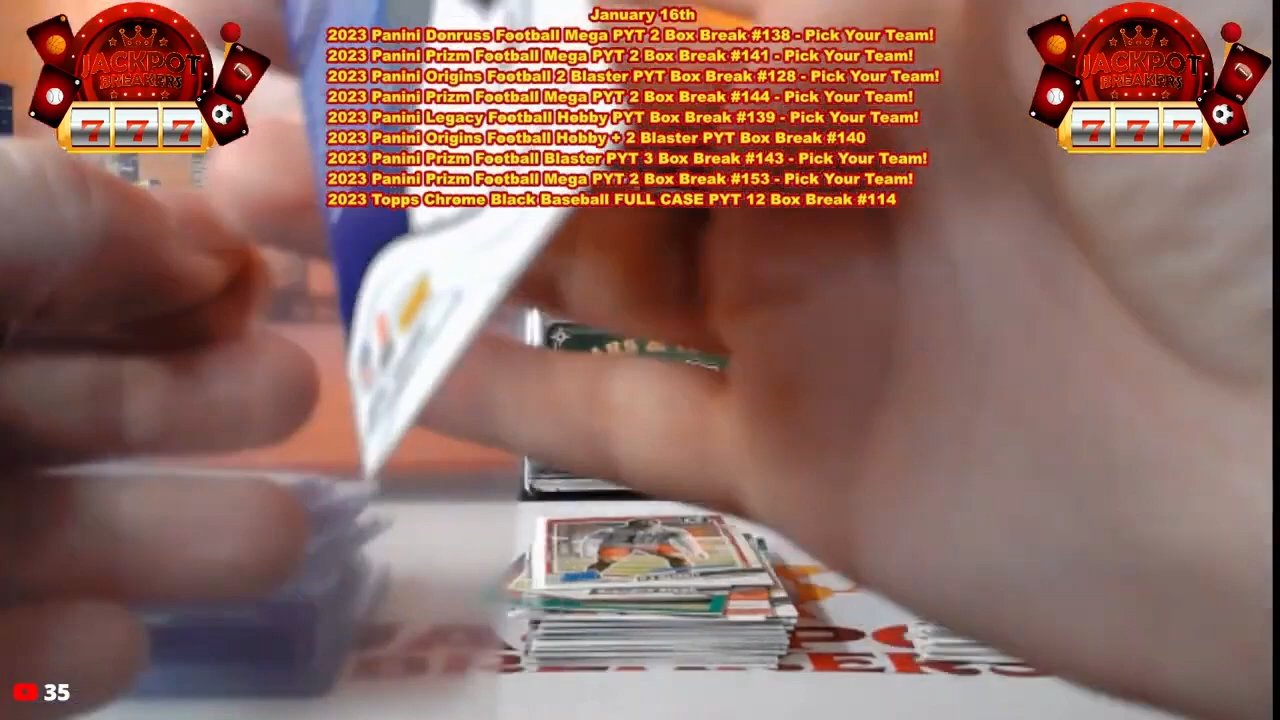 January 16th
2023 Panini Donruss Football Mega PYT 2 Box Break #138 - Pick Your Team!
2023 Panini Prizm Football Mega PYT 2 Box Break #141 - Pick Your Team!
2023 Panini Origins Football 2 Blaster PYT Box Break #128 - Pick Your Team!
2023 Panini Prizm Football Mega PYT 2 Box Break #144 - Pick Your Team!
2023 Panini Legacy Football Hobby PYT Box Break #139 - Pick Your Team!
2023 Panini Origins Football Hobby + 2 Blaster PYT Box Break #140
2023 Panini Prizm Football Blaster PYT 3 Box Break #143 - Pick Your Team!
2023 Panini Prizm Football Mega PYT 2 Box Break #153 - Pick Your Team!
2023 Topps Chrome Black Baseball FULL CASE PYT 12 Box Break #114
JACKPOT
BREAKERS
7 7 7
JACKPOT
BREAKERS
7 7 7
35